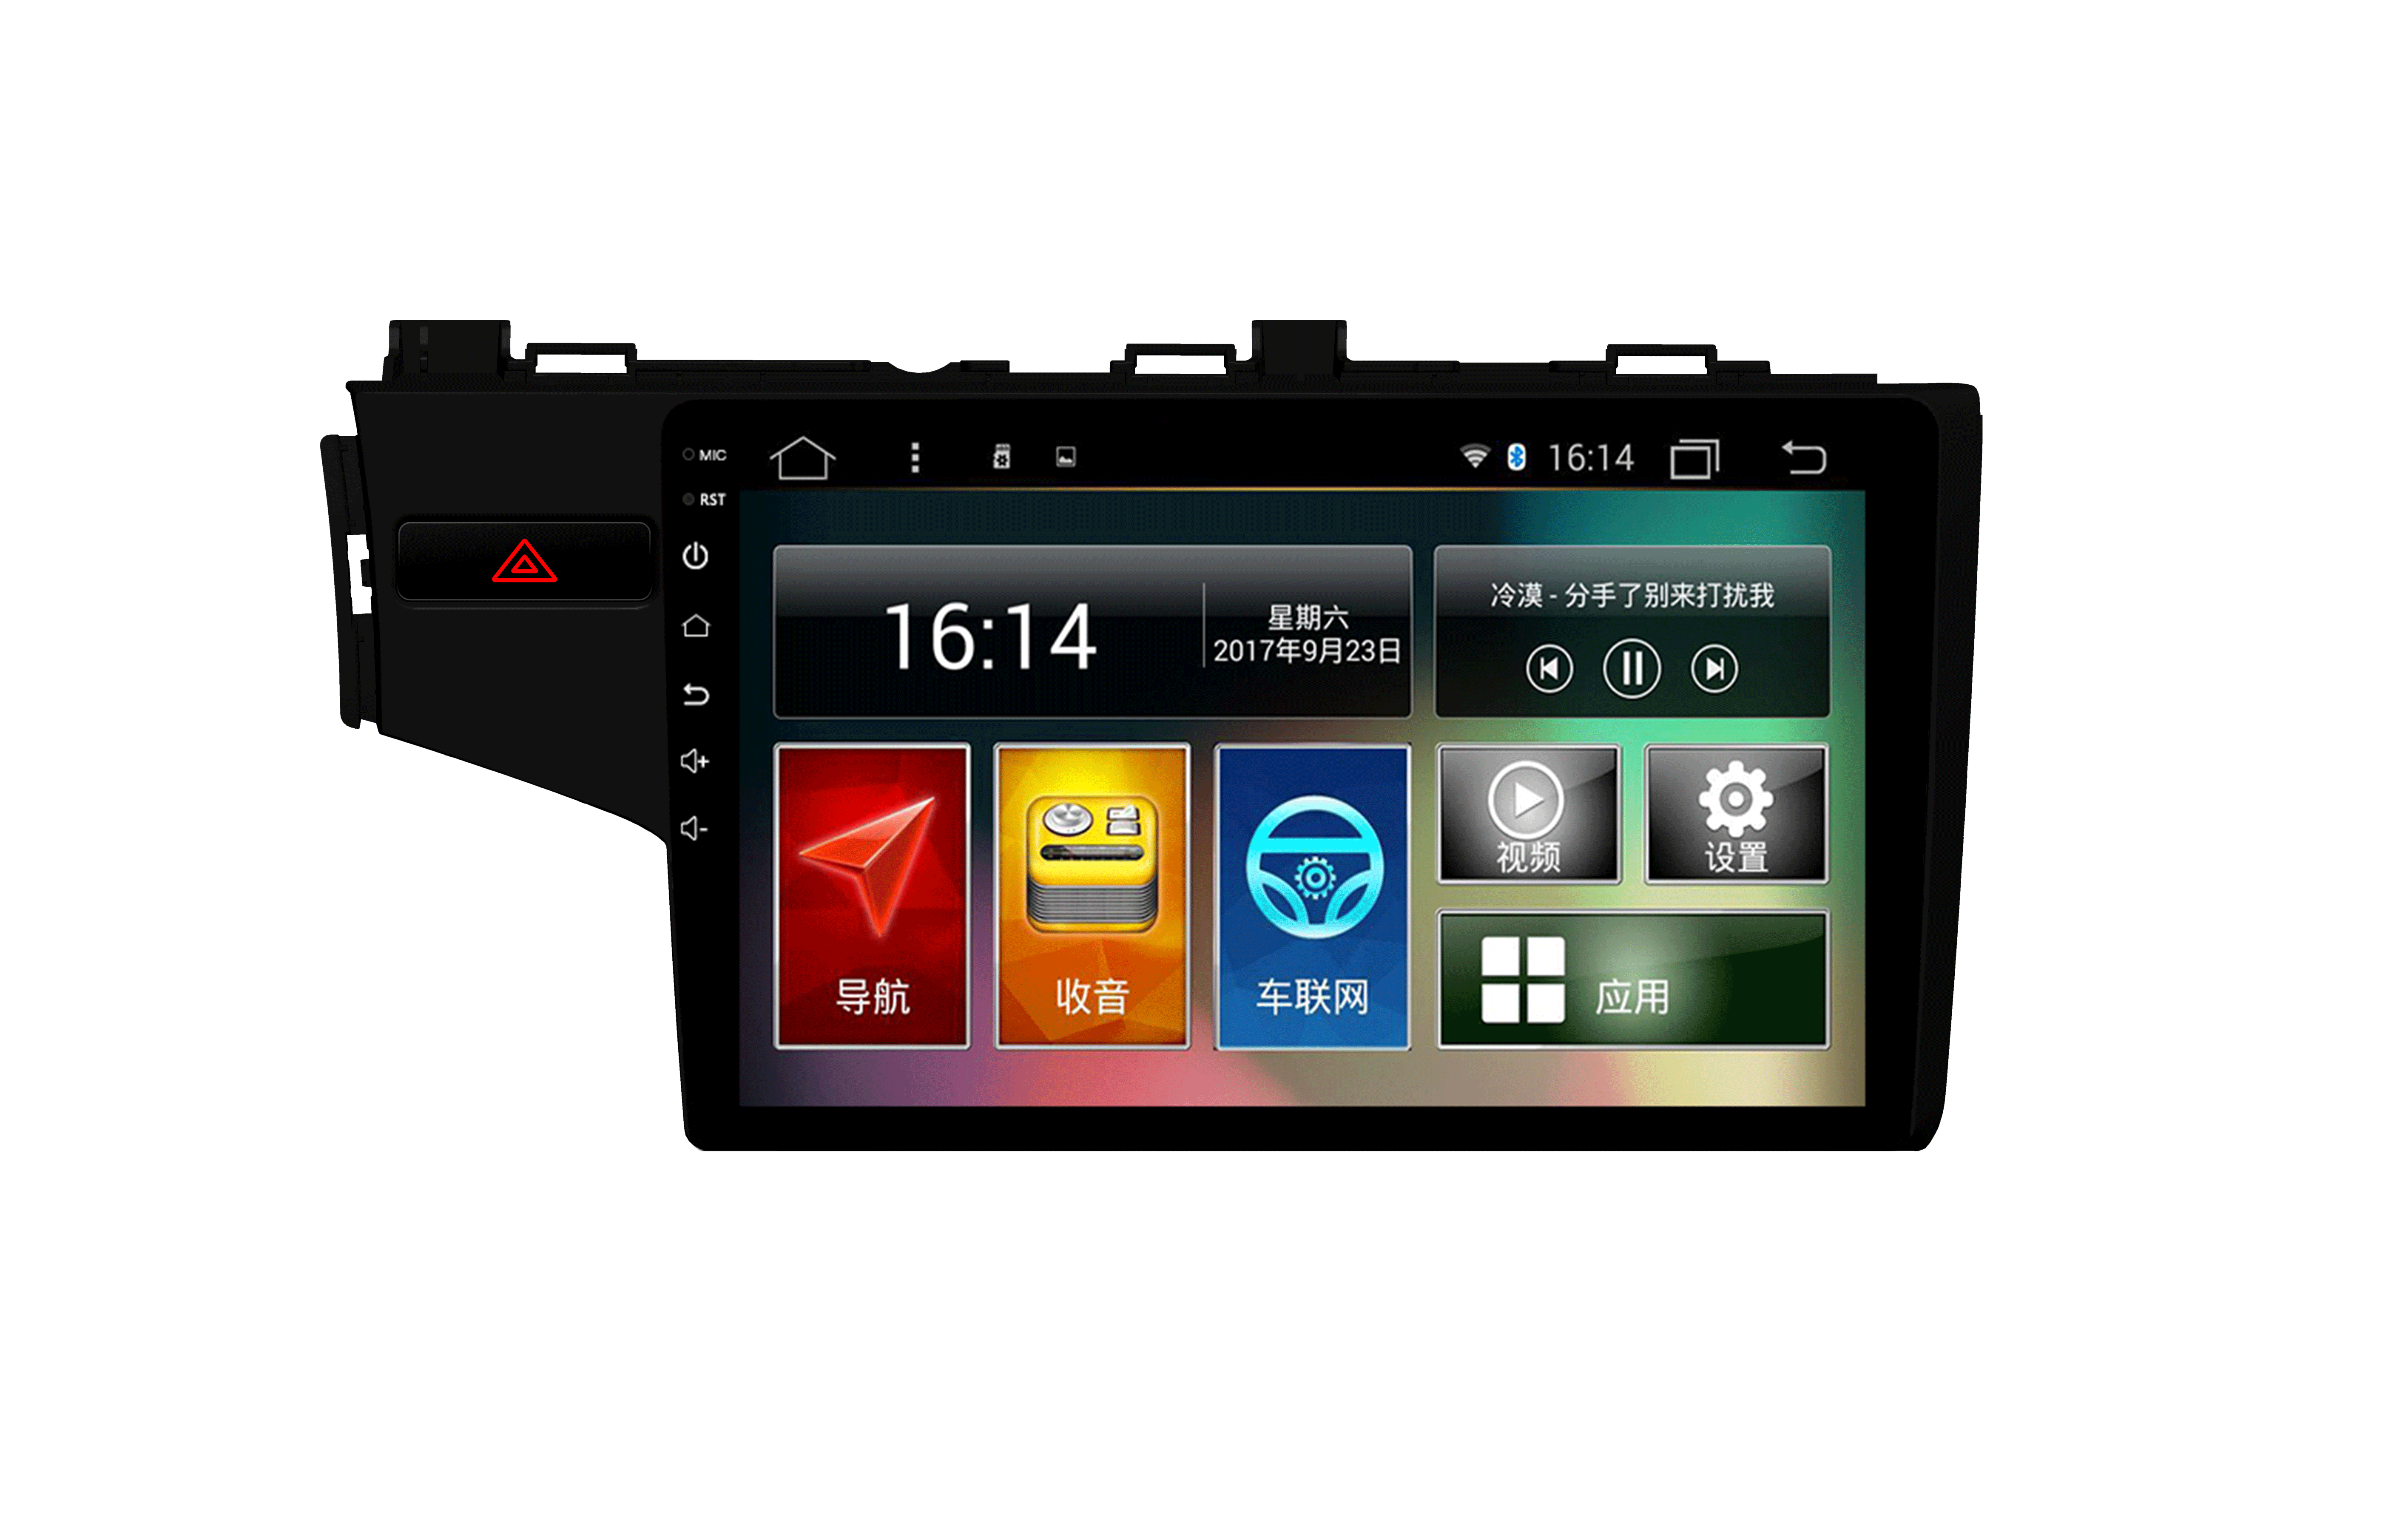 MIC
RST
16:14
16:14
星期六
2017年9月23日
冷漠 - 分手了别来打扰我
导航
收音
车联网
视频
设置
应用